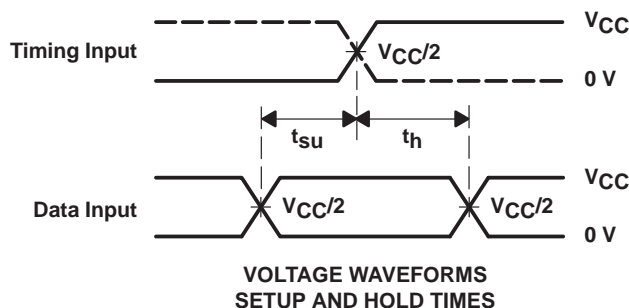 VCC
Timing Input
VCC/2
0 V
tsu
th
VCC
Data Input
VCC/2
VCC/2
0 V
VOLTAGE WAVEFORMS
SETUP AND HOLD TIMES